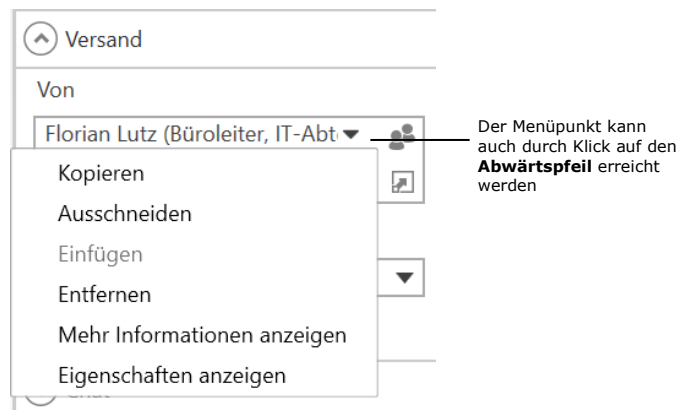 Versand
Von
Florian Lutz (Büroleiter, IT-Abt
Kopieren
Ausschneiden
Einfügen
Entfernen
Mehr Informationen anzeigen
Eigenschaften anzeigen
Der Menüpunkt kann
auch durch Klick auf den
Abwärtspfeil erreicht
werden